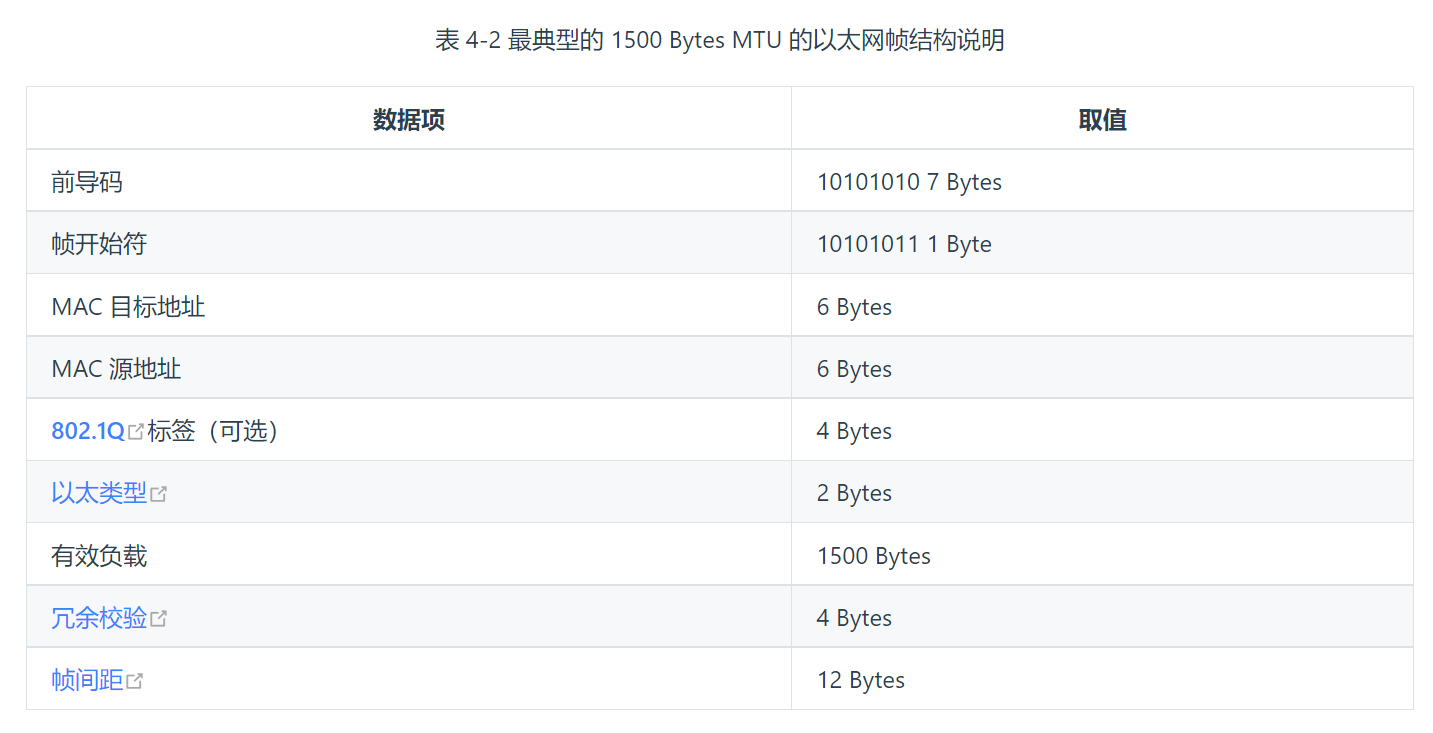 表 4-2 最典型的 1500 Bytes MTU 的以太网帧结构说明
数据项 取值
前导码 10101010 7 Bytes
帧开始符 10101011 1 Byte
MAC 目标地址 6 Bytes
MAC 源地址 6 Bytes
802.1Q标签（可选） 4 Bytes
以太类型 2 Bytes
有效负载 1500 Bytes
冗余校验 4 Bytes
帧间距 12 Bytes